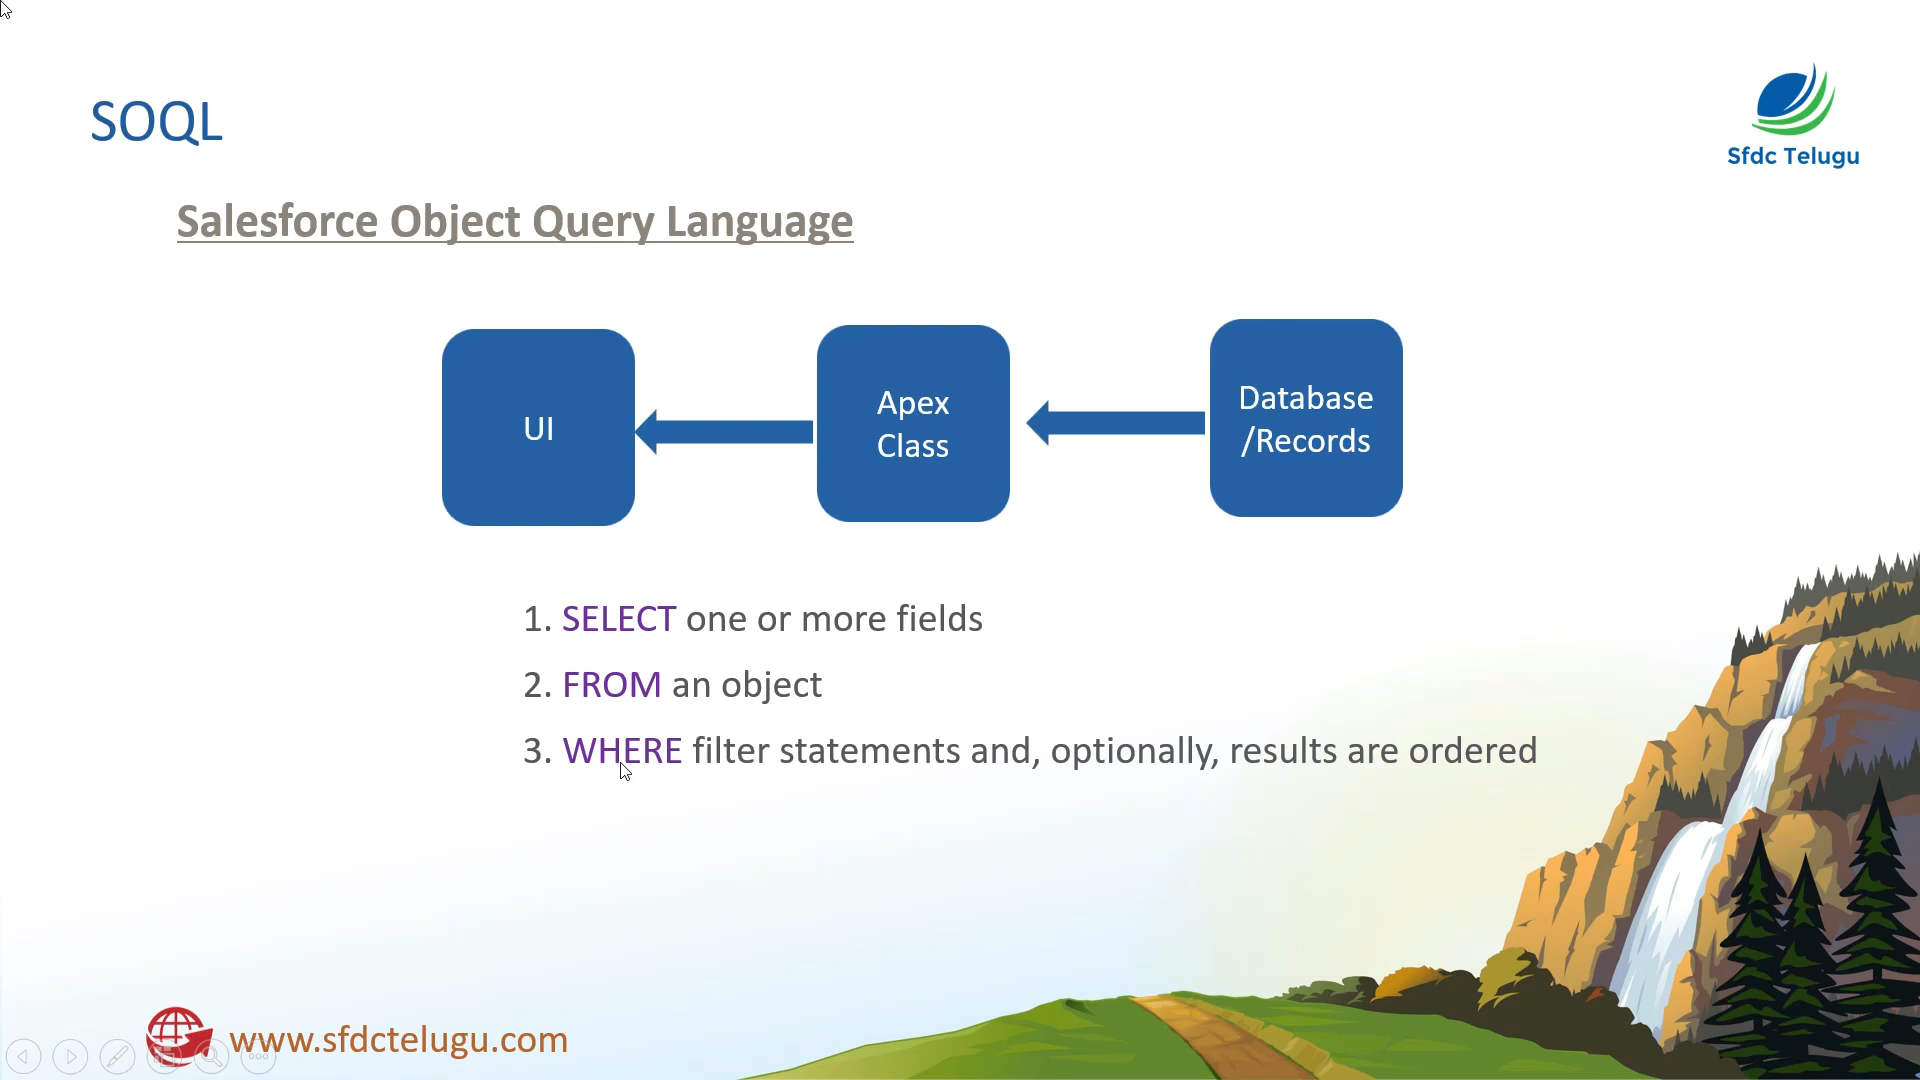 SOQL
Sfdc Telugu
Salesforce Object Query Language
UI
Apex
Class
Database
/Records
1. SELECT one or more fields
2. FROM an object
3. WHERE filter statements and, optionally, results are ordered
www.sfdctelugu.com